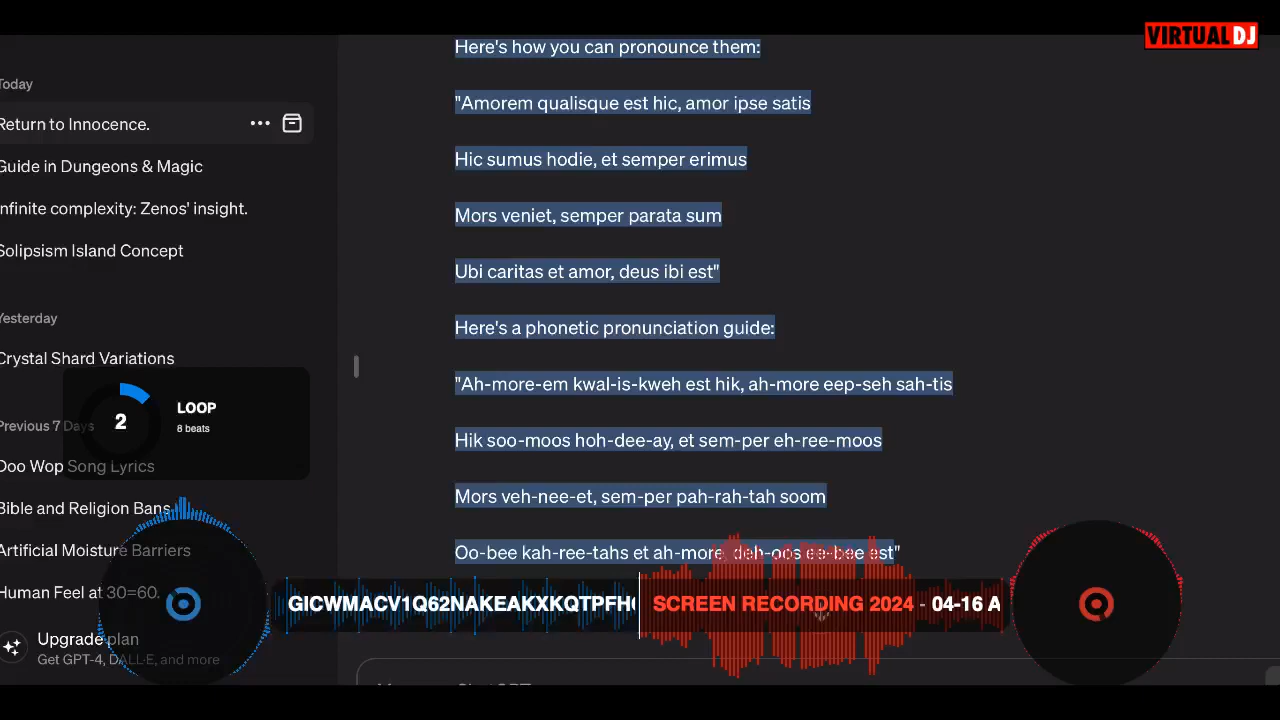 VIRTUAL DJ
Today
Return to Innocence.
Guide in Dungeons & Magic
nfinite complexity: Zenos' insight.
Solipsism Island Concept
Yesterday
Crystal Shard Variations
Previous 7 Days
Doo Wop Song Lyrics
Bible and Religion Bans
Artificial Moisture Barriers
Human Feel at 30=60.
Upgrade plan
Get GPT-4, DALL·E, and more
Here's how you can pronounce them:
"Amorem qualisque est hic, amor ipse satis
Hic sumus hodie, et semper erimus
Mors veniet, semper parata sum
Ubi caritas et amor, deus ibi est"
Here's a phonetic pronunciation guide:
"Ah-more-em kwal-is-kweh est hik, ah-more eep-seh sah-tis
Hik soo-moos hoh-dee-ay, et sem-per eh-ree-moos
Mors veh-nee-et, sem-per pah-rah-tah soom
Oo-bee kah-ree-tahs et ah-more, deh-oos ee-bee est"
2
LOOP
8 beats
GICWMACV1Q62NAKEAKXKQTPFH
SCREEN RECORDING 2024 - 04-16 A